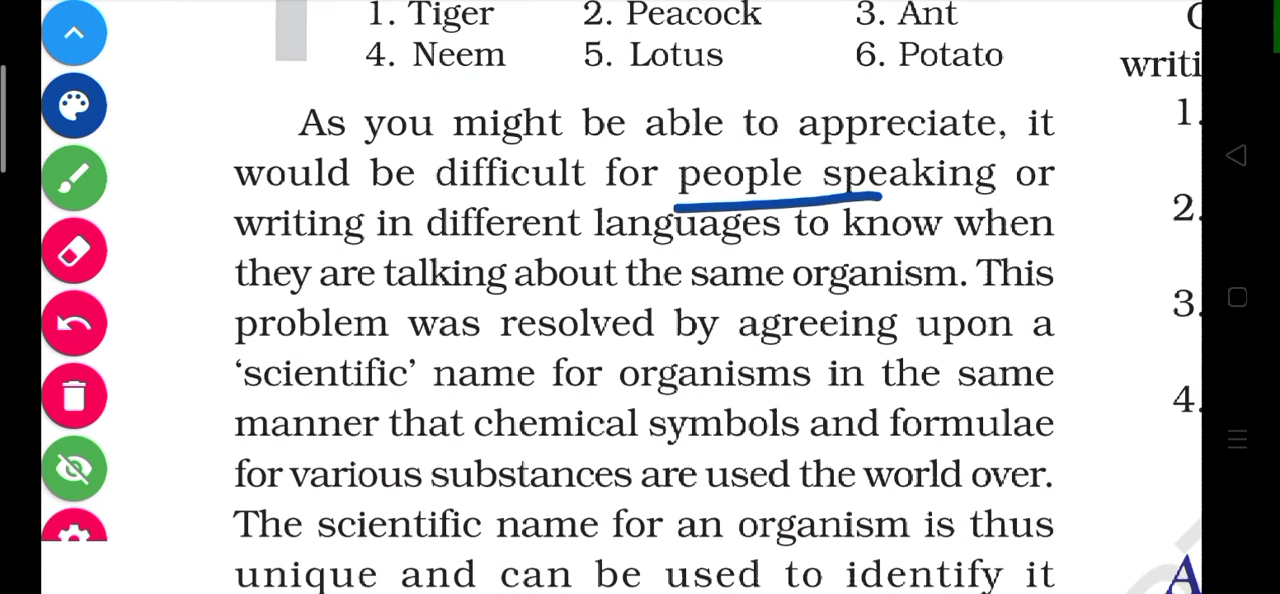 1. Tiger 2. Peacock 3. Ant
4. Neem 5. Lotus 6. Potato
As you might be able to appreciate, it
would be difficult for people speaking or
writing in different languages to know when
they are talking about the same organism. This
problem was resolved by agreeing upon a
‘scientific’ name for organisms in the same
manner that chemical symbols and formulae
for various substances are used the world over.
The scientific name for an organism is thus
unique and can be used to identify it
writi
1.
2.
3.
4.
A